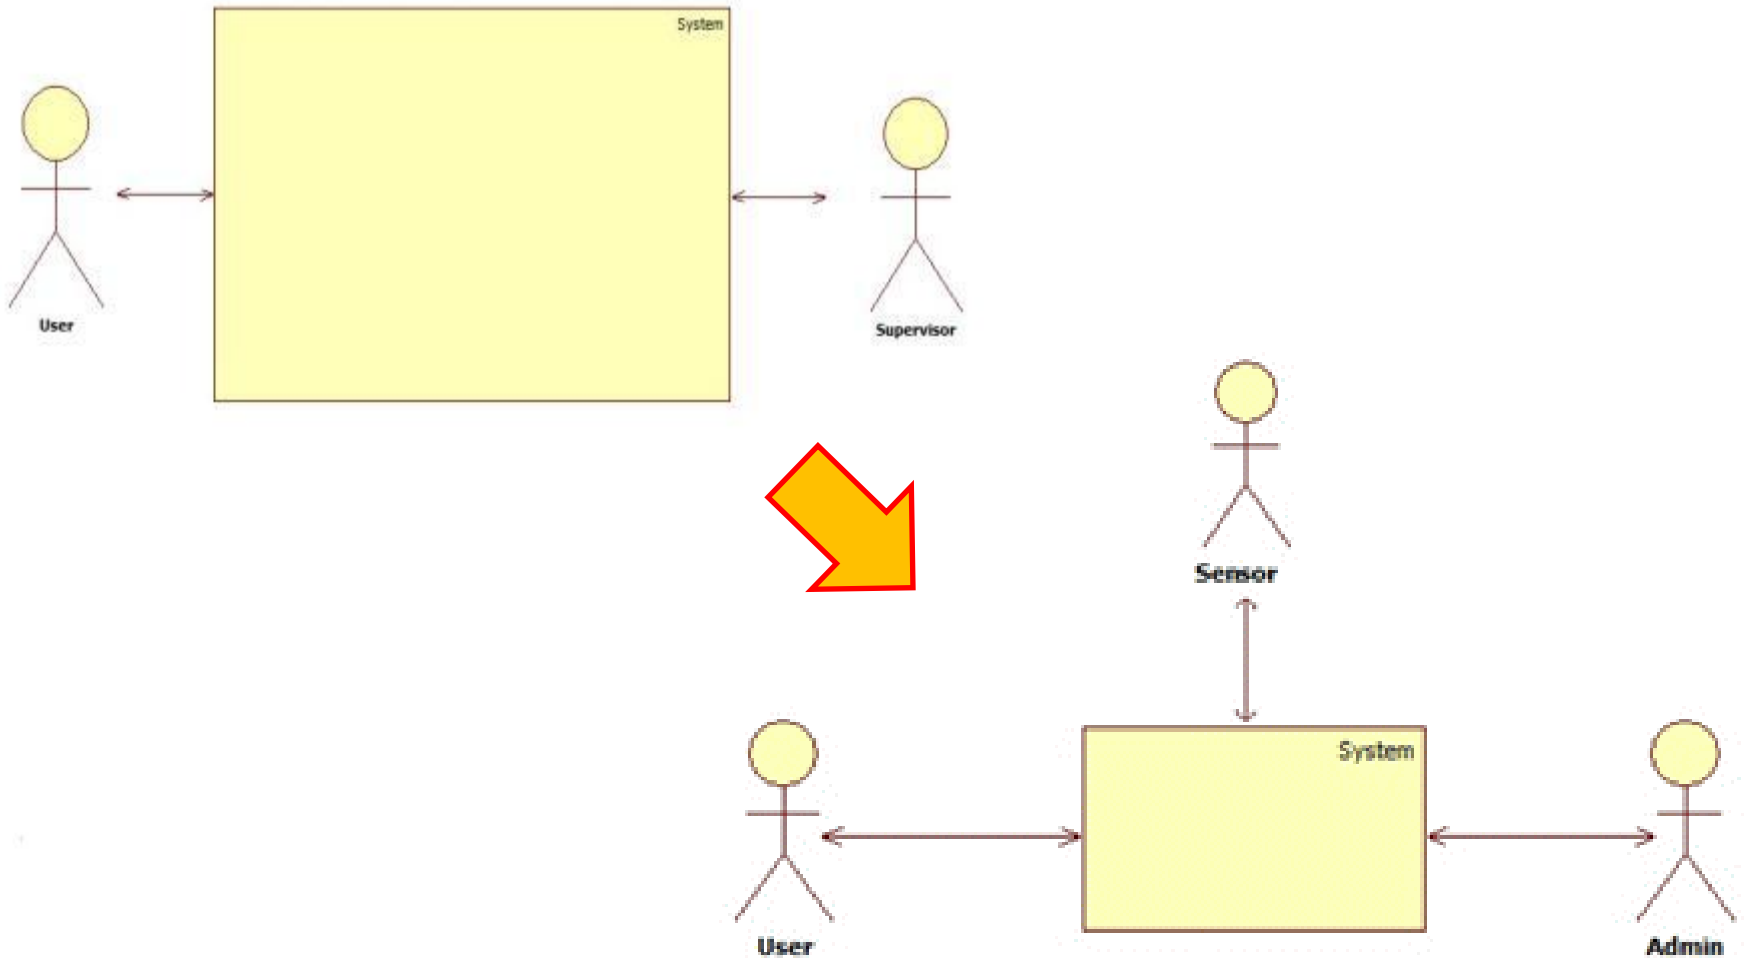 System
User
Supervisor
Sensor
System
User
Admin